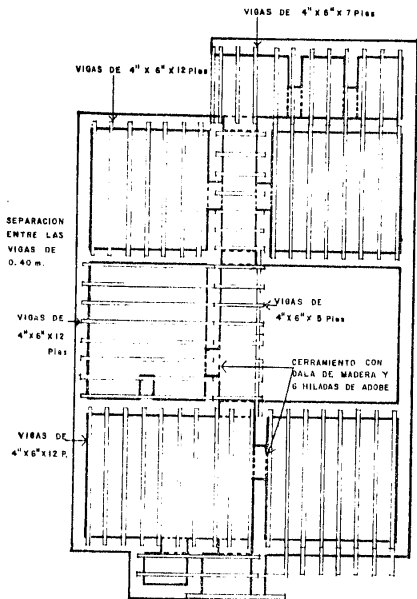 VIGAS DE 4" X 6" X 7 Pies
VIGAS DE 4" X 6" X 12 Pies
SEPARACION
ENTRE LAS
VIGAS DE
0.40 m.
VIGAS DE
4" X 6" X 5 Pies
VIGAS DE
4" X 6" X 12
Pies
CERRAMIENTO CON
DALA DE MADERA Y
6 HILADAS DE ADOBE
VIGAS DE
4" X 6" X 12 P.